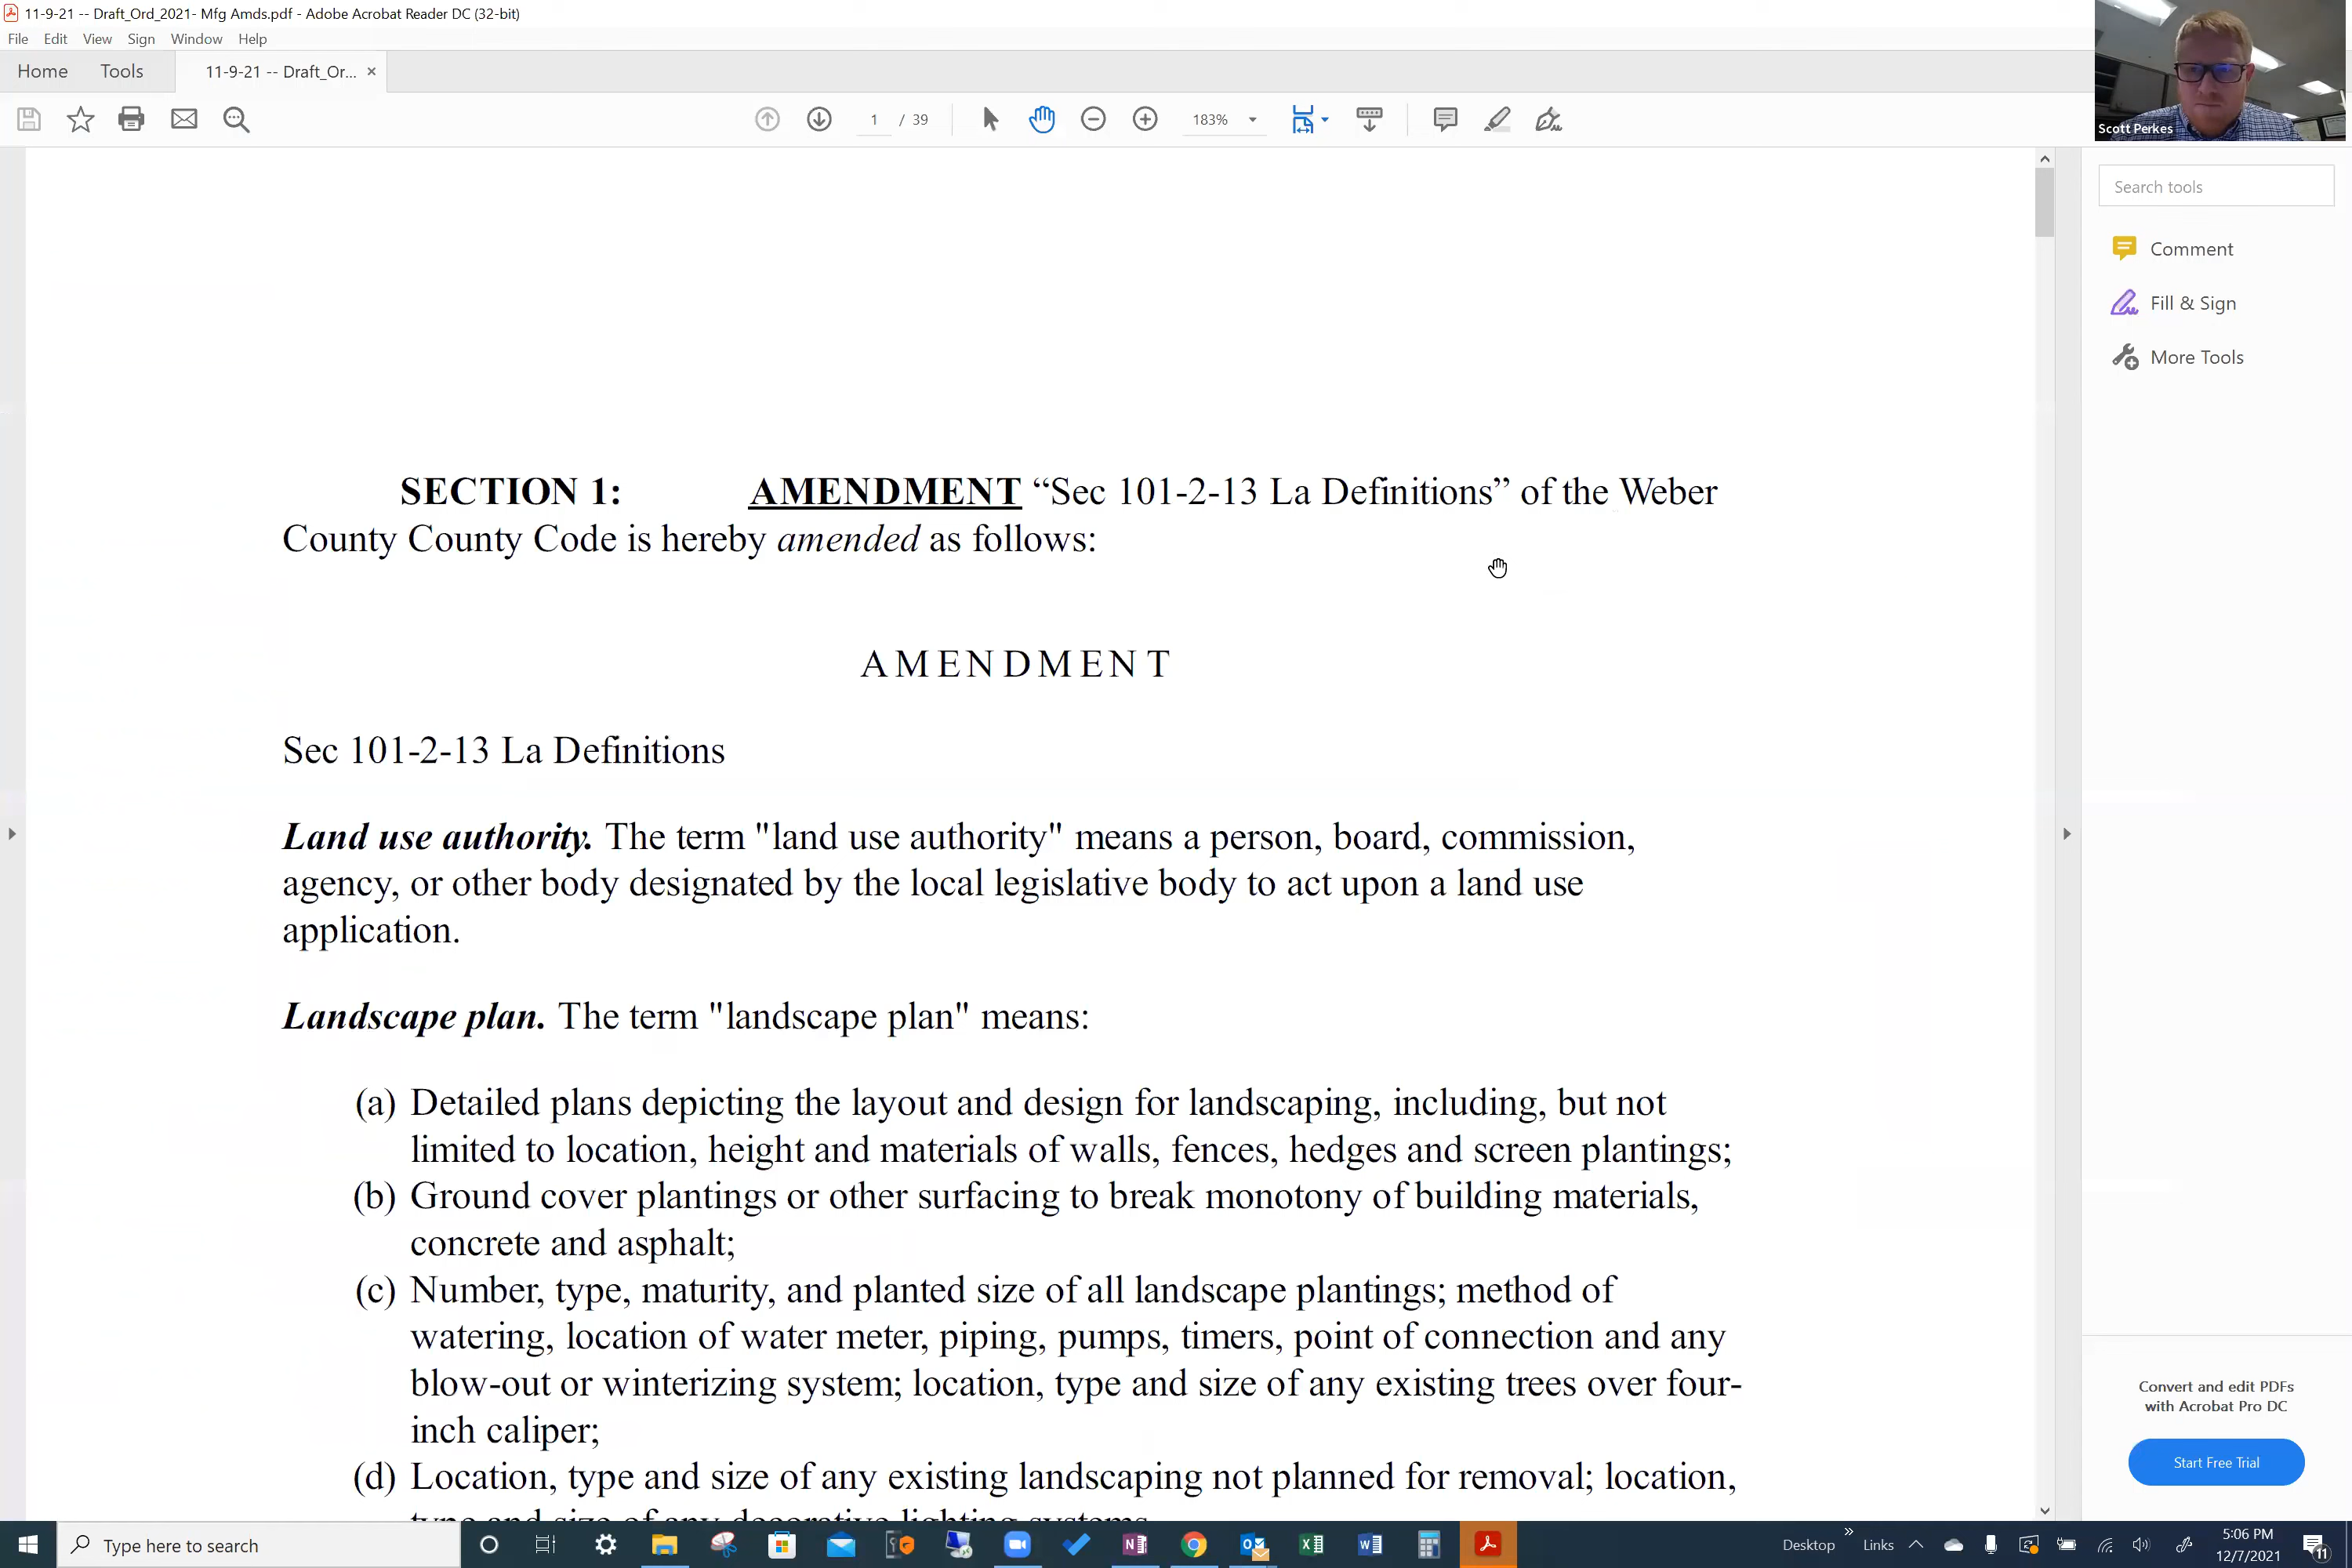 11-9-21 -- Draft_Ord_2021- Mfg Amds.pdf - Adobe Acrobat Reader DC (32-bit)
File Edit View Sign Window Help
Home Tools 11-9-21 -- Draft_Or... ×
1 / 39 183%
Scott Perkes
Search tools
Comment
Fill & Sign
More Tools
SECTION 1: AMENDMENT “Sec 101-2-13 La Definitions” of the Weber
County County Code is hereby amended as follows:
AMENDMENT
Sec 101-2-13 La Definitions
Land use authority. The term "land use authority" means a person, board, commission,
agency, or other body designated by the local legislative body to act upon a land use
application.
Landscape plan. The term "landscape plan" means:
(a) Detailed plans depicting the layout and design for landscaping, including, but not
limited to location, height and materials of walls, fences, hedges and screen plantings;
(b) Ground cover plantings or other surfacing to break monotony of building materials,
concrete and asphalt;
(c) Number, type, maturity, and planted size of all landscape plantings; method of
watering, location of water meter, piping, pumps, timers, point of connection and any
blow-out or winterizing system; location, type and size of any existing trees over four-
inch caliper;
(d) Location, type and size of any existing landscaping not planned for removal; location,
type and size of any decorative lighting systems.
Convert and edit PDFs
with Acrobat Pro DC
Start Free Trial
Type here to search
Desktop » Links
5:06 PM
12/7/2021
11